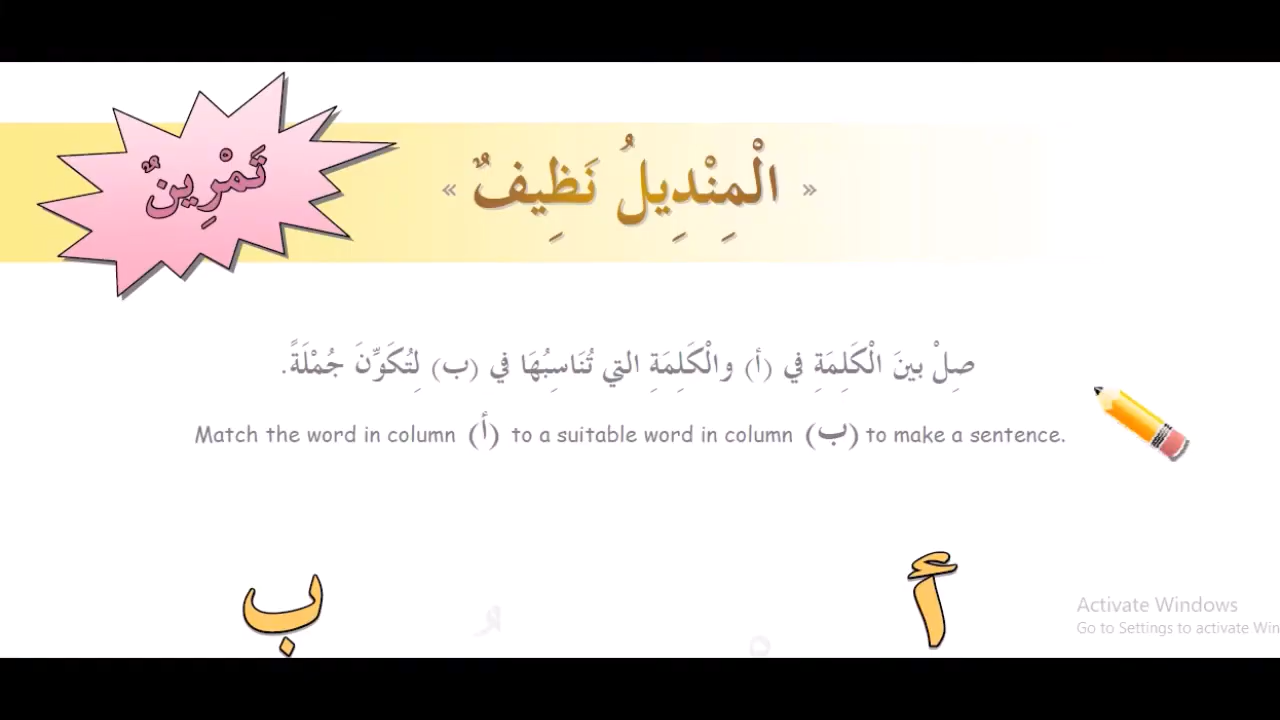 تَمْرِينٌ
« الْمِنْدِيلُ نَظِيفٌ »
صِلْ بينَ الْكَلِمَةِ في (أ) والْكَلِمَةِ التي تُنَاسِبُهَا في (ب) لِتُكَوِّنَ جُمْلَةً.
Match the word in column (أ) to a suitable word in column (ب) to make a sentence.
أ
ب
Activate Windows
Go to Settings to activate Win